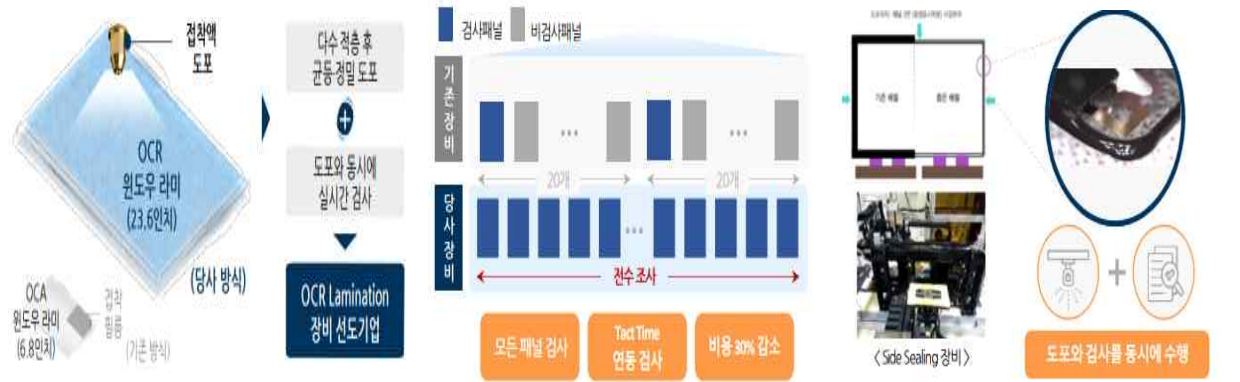 접착액
도포
OCR
윈도우 라미
(23.6인치)
(당사 방식)
OCA
윈도우 라미
(6.8인치)
접착
필름
(기존 방식)
다수 적층 후
균등·정밀 도포
+
도포와 동시에
실시간 검사
OCR Lamination
장비 선도기업
검사패널
비검사패널
기존장비
...
...
20개
20개
당사장비
...
전수 조사
모든 패널 검사
Tact Time
연동 검사
비용 30% 감소
기존 배젤
좁은 배젤
< Side Sealing 장비 >
+
도포와 검사를 동시에 수행